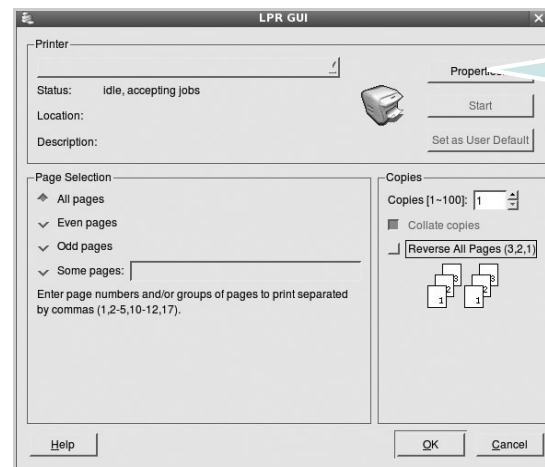 LPR GUI
Printer
Status: idle, accepting jobs
Location:
Description:
Properties
Start
Set as User Default
Page Selection
All pages
Even pages
Odd pages
Some pages:
Enter page numbers and/or groups of pages to print separated
by commas (1,2-5,10-12,17).
Copies
Copies [1~100]: 1
Collate copies
Reverse All Pages (3,2,1)
3 3
2 2
1 1
Help
OK
Cancel